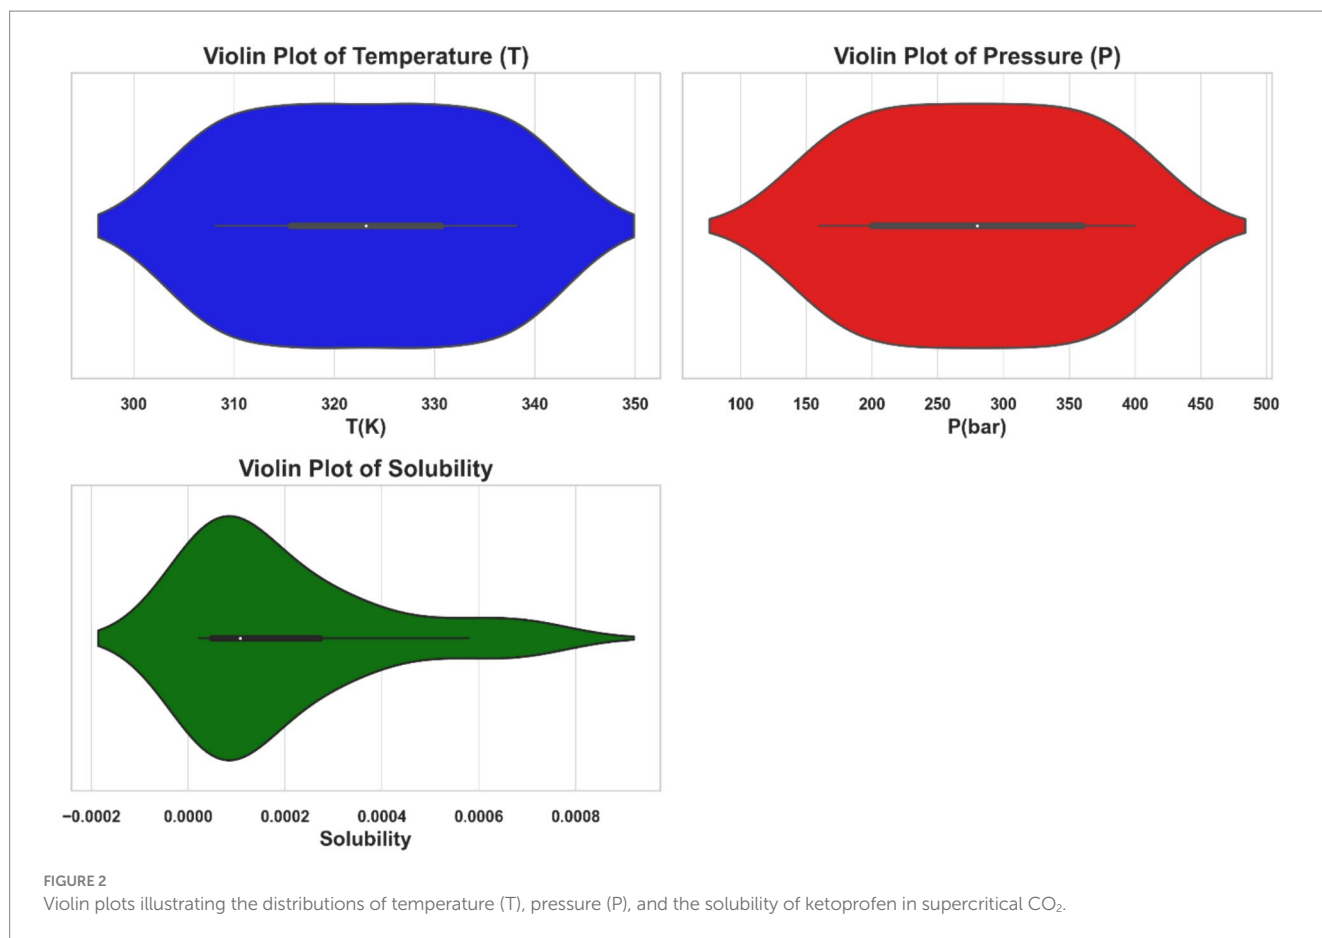 Violin Plot of Temperature (T)
300 310 320 330 340 350
T(K)
Violin Plot of Pressure (P)
100 150 200 250 300 350 400 450 500
P(bar)
Violin Plot of Solubility
−0.0002 0.0000 0.0002 0.0004 0.0006 0.0008
Solubility
FIGURE 2
Violin plots illustrating the distributions of temperature (T), pressure (P), and the solubility of ketoprofen in supercritical CO₂.